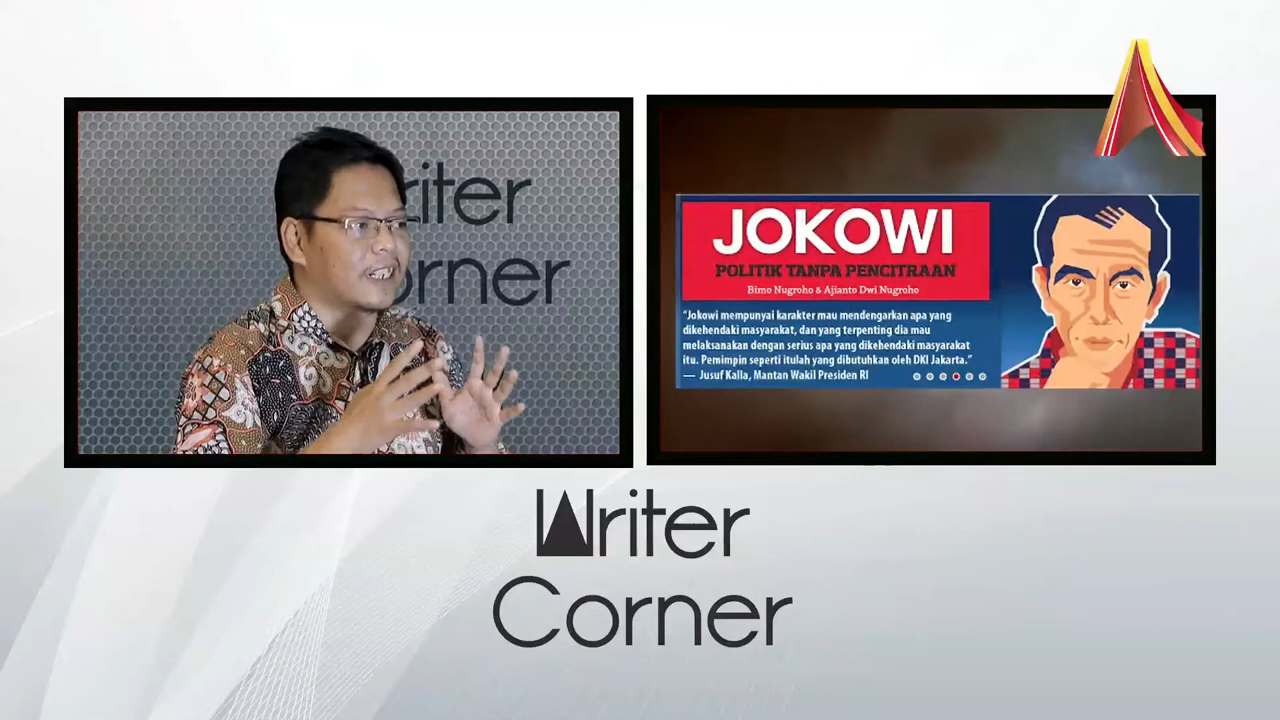 riter
orner
JOKOWI
POLITIK TANPA PENCITRAAN
Bimo Nugroho & Ajianto Dwi Nugroho
"Jokowi mempunyai karakter mau mendengarkan apa yang
dikehendaki masyarakat, dan yang terpenting dia mau
melaksanakan dengan serius apa yang dikehendaki masyarakat
itu. Pemimpin seperti itulah yang dibutuhkan oleh DKI Jakarta."
— Jusuf Kalla, Mantan Wakil Presiden RI
Writer
Corner